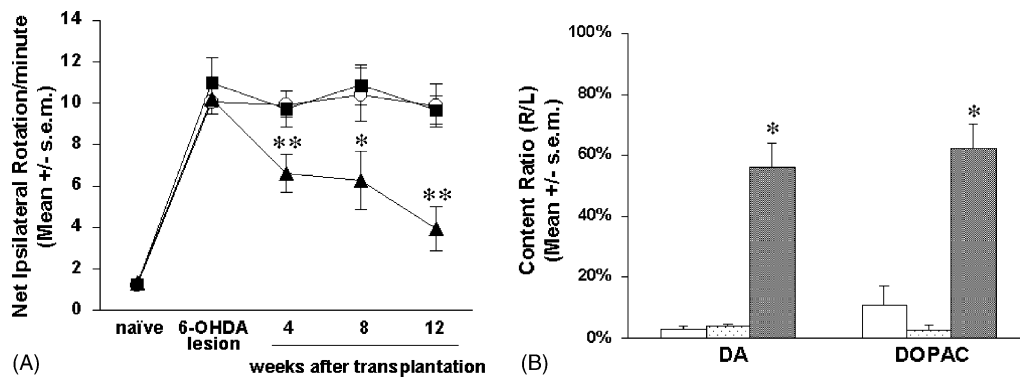 Net Ipsilateral Rotation/minute
(Mean +/- s.e.m.)
14
12
10
8
6
4
2
0
**
*
**
naïve
6-OHDA
lesion
4
8
12
weeks after transplantation
(A)
Content Ratio (R/L)
(Mean +/- s.e.m.)
100%
80%
60%
40%
20%
0%
*
*
DA
DOPAC
(B)